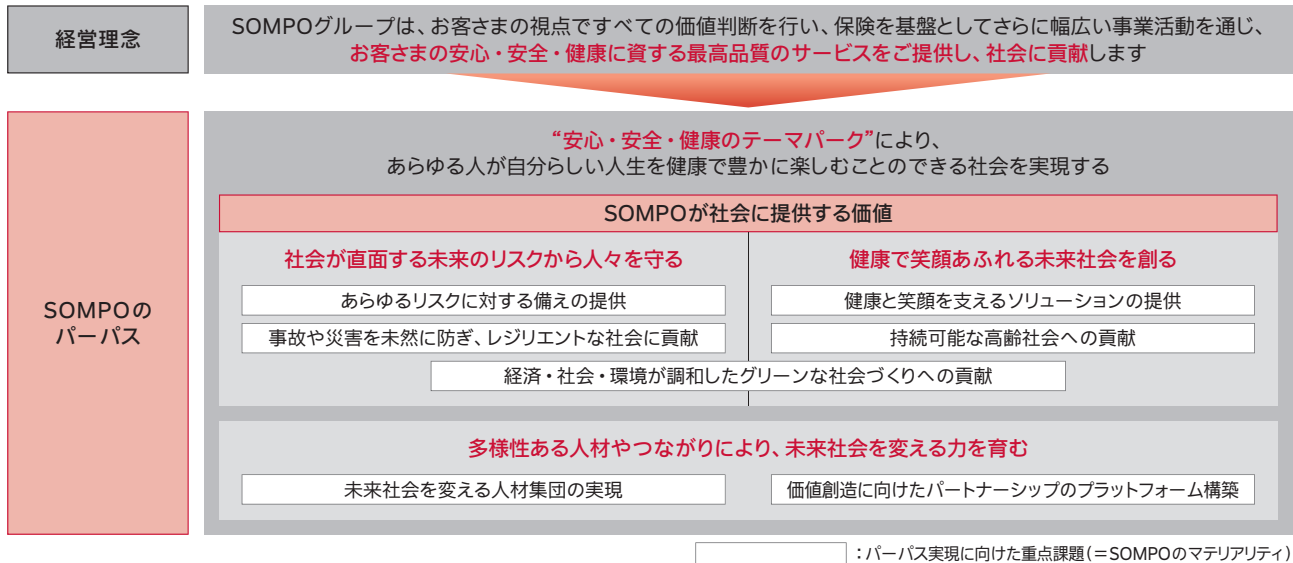 経営理念
SOMPOグループは、お客さまの視点ですべての価値判断を行い、保険を基盤としてさらに幅広い事業活動を通じ、
お客さまの安心・安全・健康に資する最高品質のサービスをご提供し、社会に貢献します
SOMPOの
パーパス
“安心・安全・健康のテーマパーク”により、
あらゆる人が自分らしい人生を健康で豊かに楽しむことのできる社会を実現する
SOMPOが社会に提供する価値
社会が直面する未来のリスクから人々を守る
あらゆるリスクに対する備えの提供
事故や災害を未然に防ぎ、レジリエントな社会に貢献
健康で笑顔あふれる未来社会を創る
健康と笑顔を支えるソリューションの提供
持続可能な高齢社会への貢献
経済・社会・環境が調和したグリーンな社会づくりへの貢献
多様性ある人材やつながりにより、未来社会を変える力を育む
未来社会を変える人材集団の実現
価値創造に向けたパートナーシップのプラットフォーム構築
：パーパス実現に向けた重点課題（＝SOMPOのマテリアリティ）